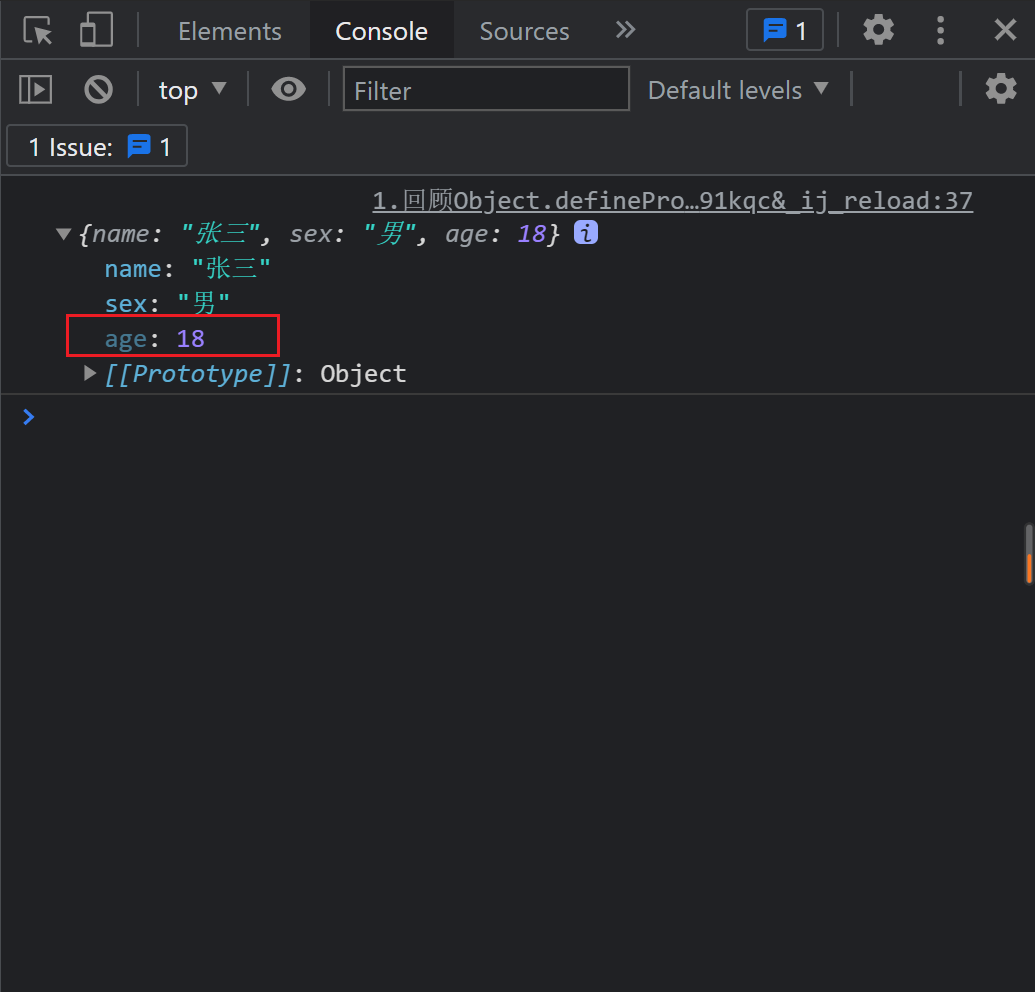 Elements Console Sources 1
top Filter Default levels
1 Issue: 1
1.回顾Object.definePro…91kqc&_ij_reload:37
{name: "张三", sex: "男", age: 18} i
name: "张三"
sex: "男"
age: 18
[[Prototype]]: Object